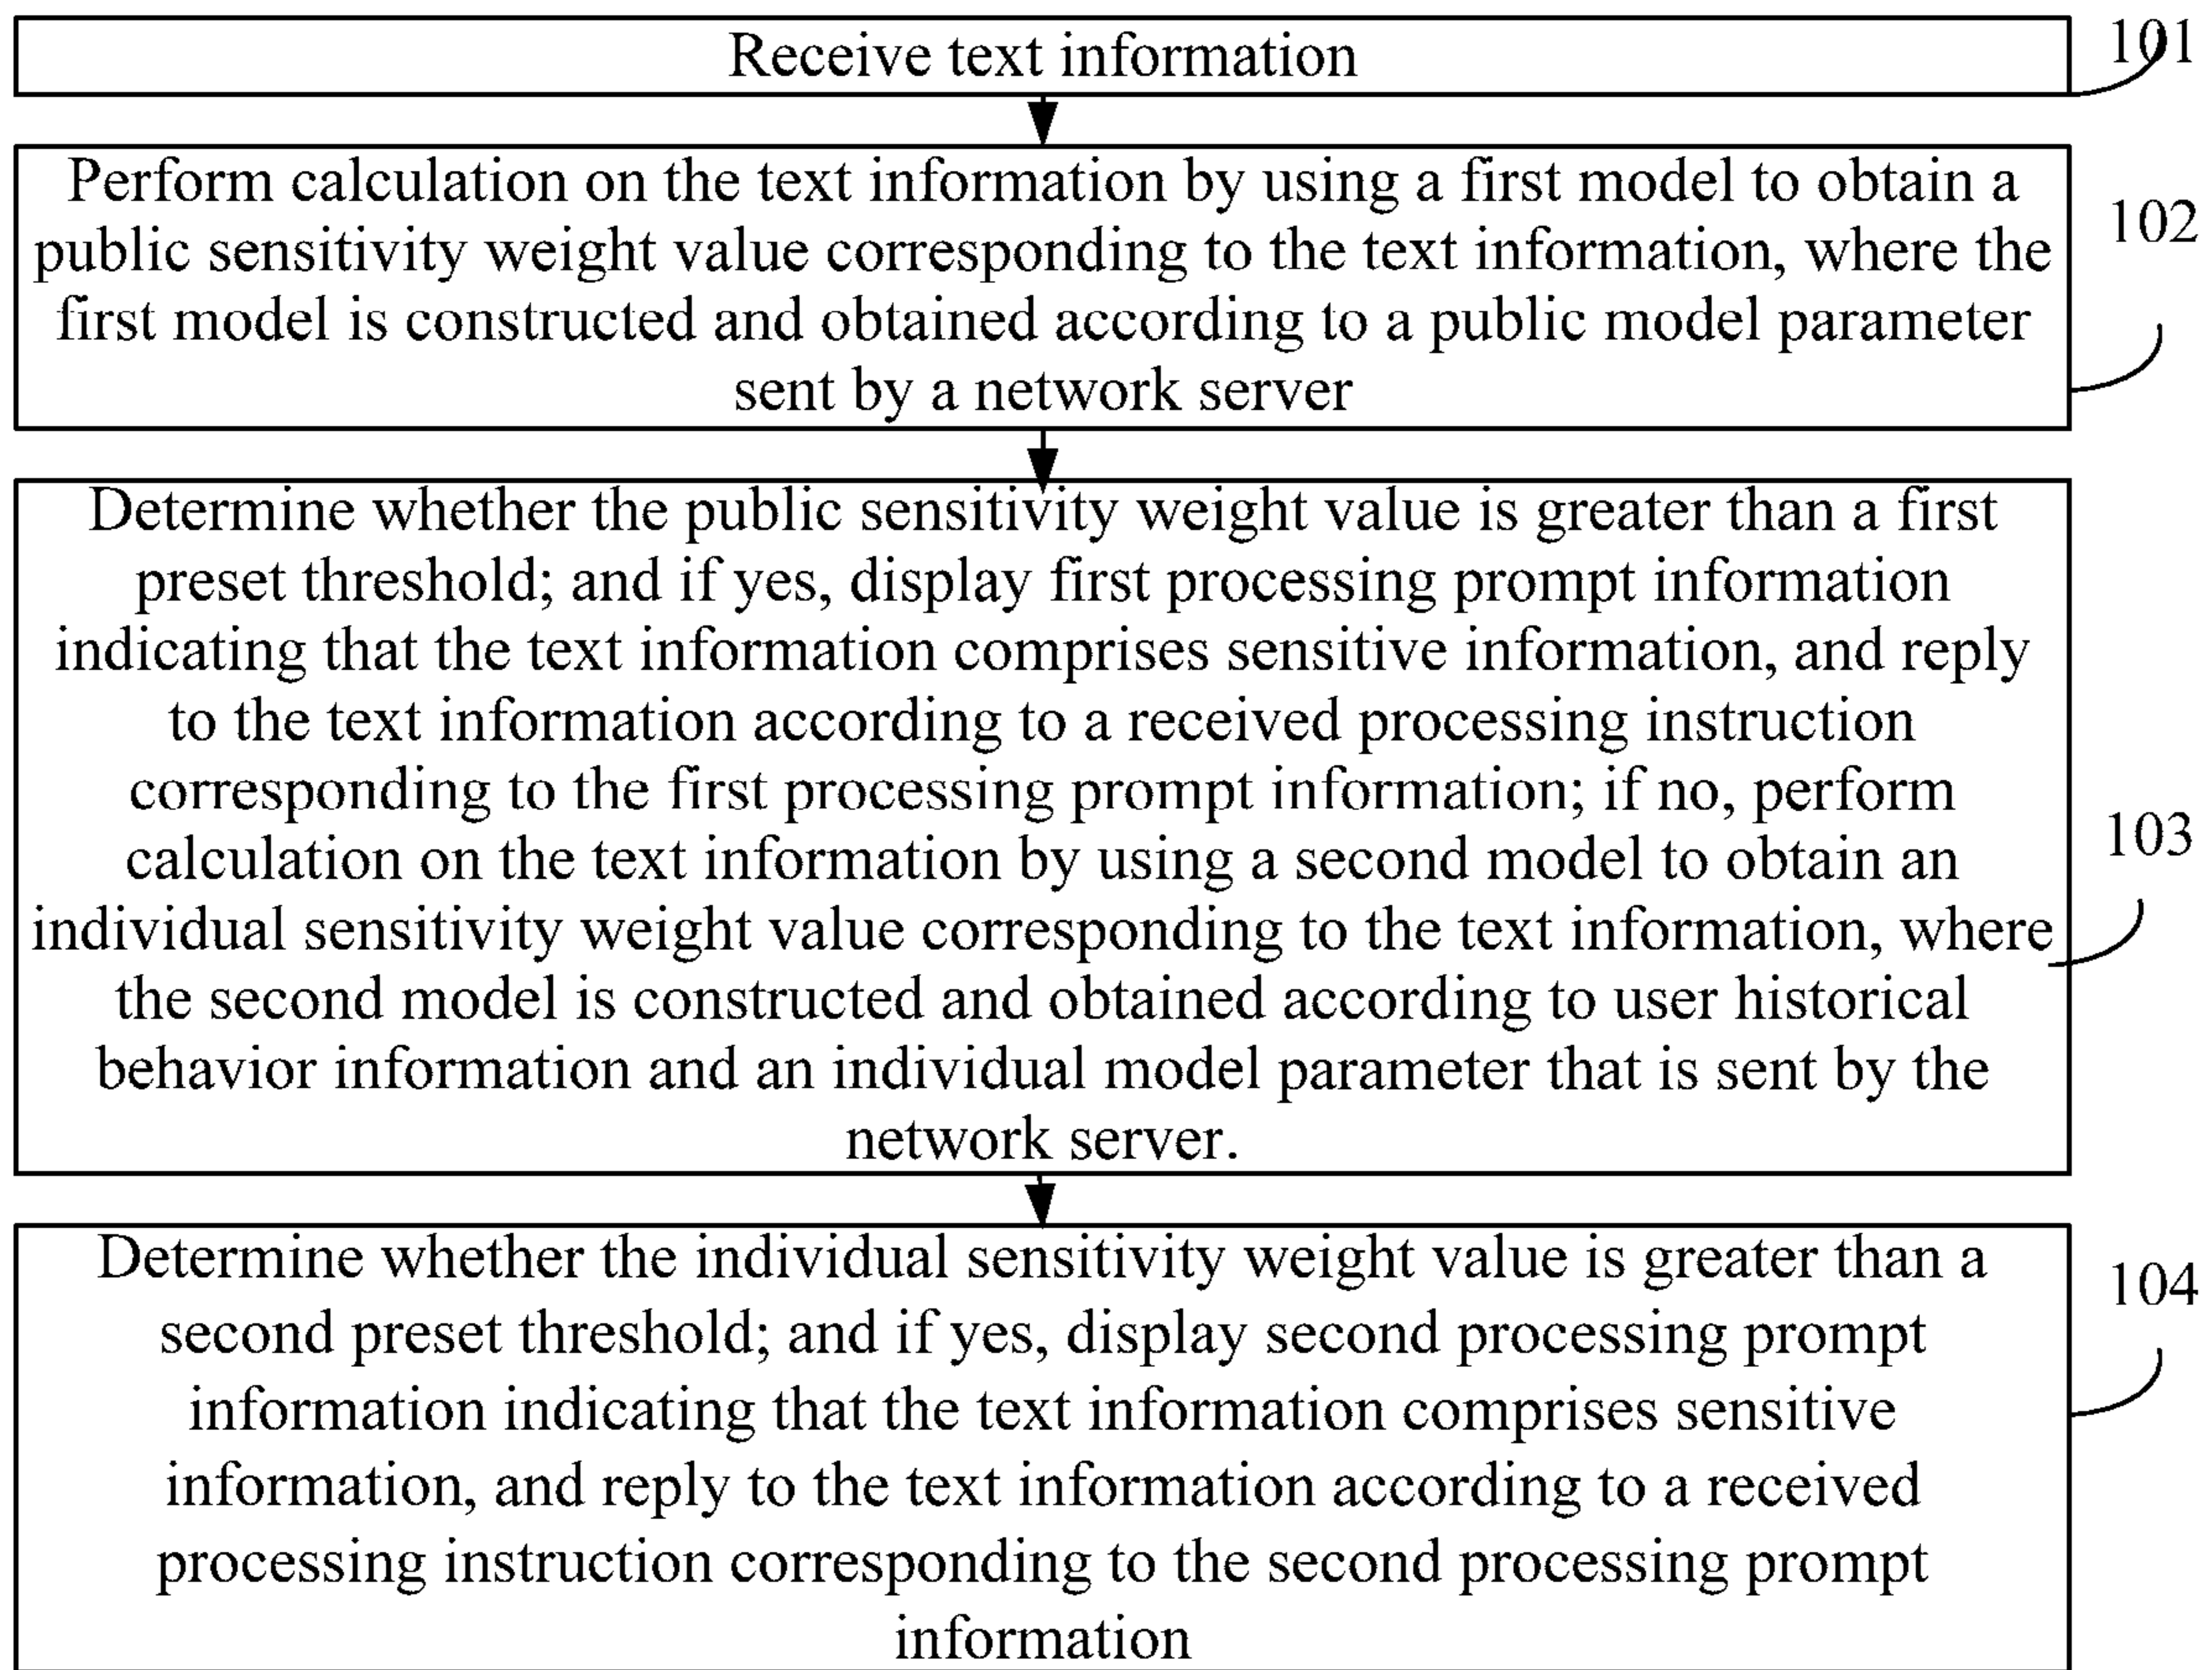 Receive text information
101
Perform calculation on the text information by using a first model to obtain a
public sensitivity weight value corresponding to the text information, where the
first model is constructed and obtained according to a public model parameter
sent by a network server
102
Determine whether the public sensitivity weight value is greater than a first
preset threshold; and if yes, display first processing prompt information
indicating that the text information comprises sensitive information, and reply
to the text information according to a received processing instruction
corresponding to the first processing prompt information; if no, perform
calculation on the text information by using a second model to obtain an
individual sensitivity weight value corresponding to the text information, where
the second model is constructed and obtained according to user historical
behavior information and an individual model parameter that is sent by the
network server.
103
Determine whether the individual sensitivity weight value is greater than a
second preset threshold; and if yes, display second processing prompt
information indicating that the text information comprises sensitive
information, and reply to the text information according to a received
processing instruction corresponding to the second processing prompt
information
104